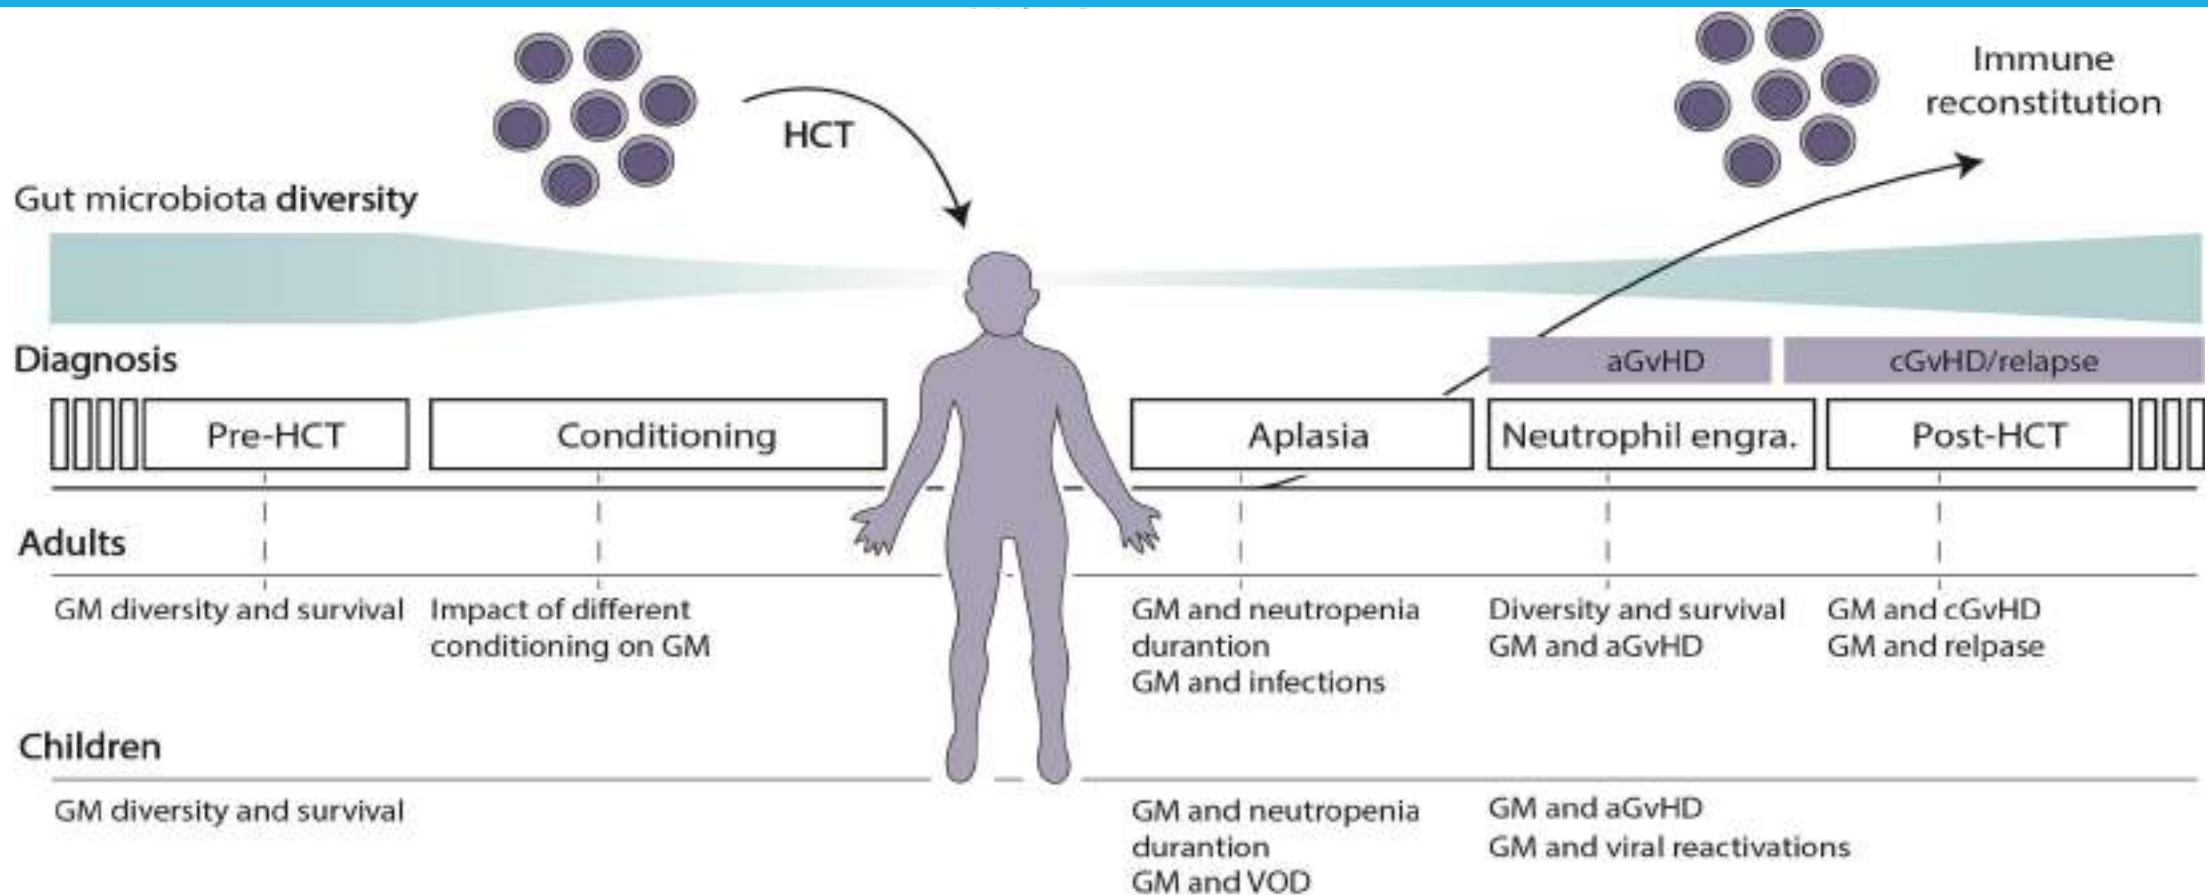 HCT
Immune
reconstitution
Gut microbiota diversity
Diagnosis
aGvHD
cGvHD/relapse
Pre-HCT
Conditioning
Aplasia
Neutrophil engra.
Post-HCT
Adults
GM diversity and survival
Impact of different
conditioning on GM
GM and neutropenia
durantion
GM and infections
Diversity and survival
GM and aGvHD
GM and cGvHD
GM and relpase
Children
GM diversity and survival
GM and neutropenia
durantion
GM and VOD
GM and aGvHD
GM and viral reactivations